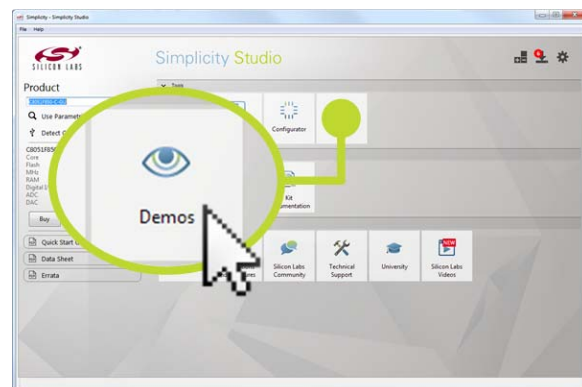 Simplicity - Simplicity Studio
File Help
SILICON LABS
Simplicity Studio
Product
Tools
Use Parame
Detect C
Configurator
Core
Flash
MHz
RAM
ADC
DAC
Demos
Kit
Buy
Quick Start G
Data Sheet
Errata
Silicon Labs
Community
Technical
Support
University
NEW
Silicon Labs
Videos